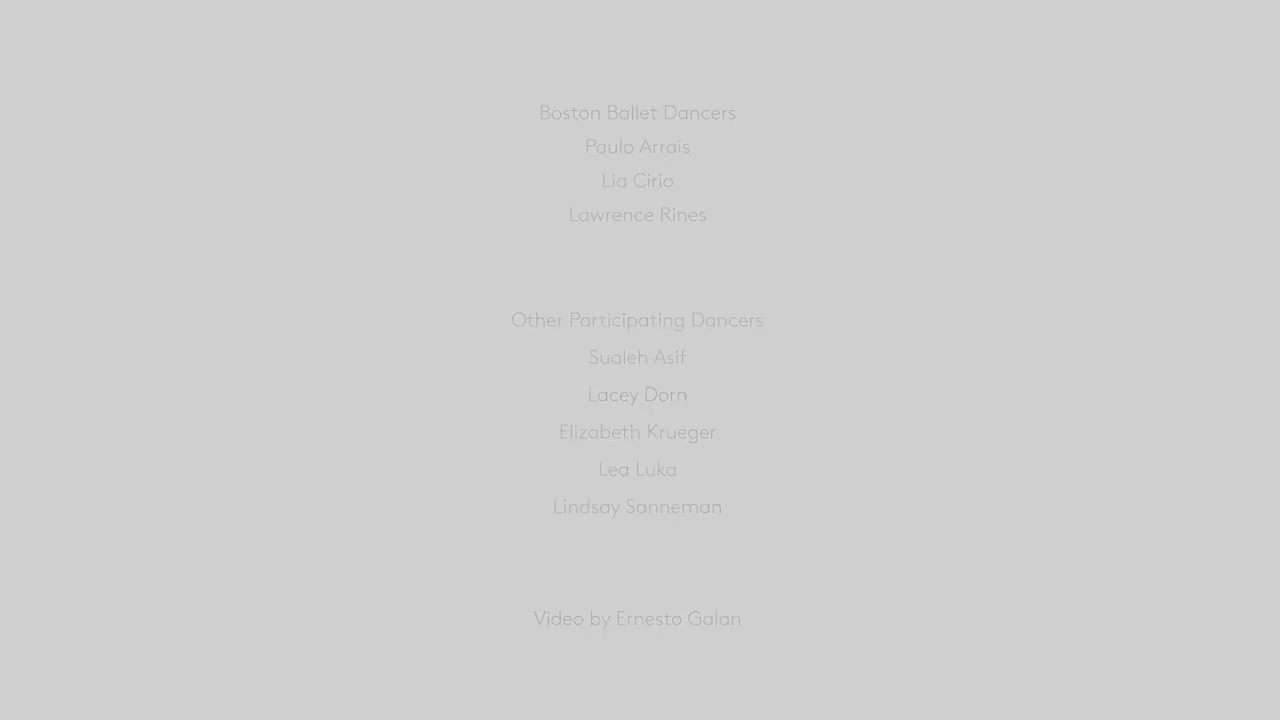 Boston Ballet Dancers
Paulo Arrais
Lia Cirio
Lawrence Rines
Other Participating Dancers
Sualeh Asif
Lacey Dorn
Elizabeth Krueger
Lea Luka
Lindsay Sanneman
Video by Ernesto Galan